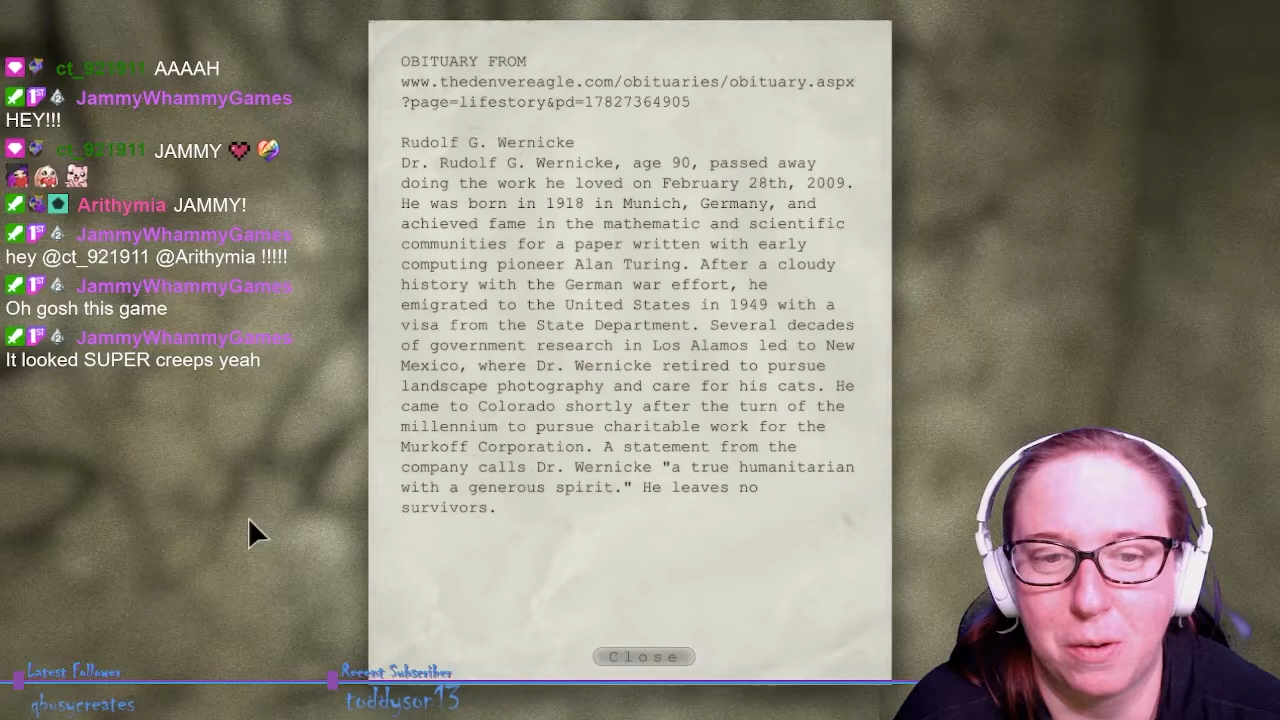 ct_921911 AAAAH
JammyWhammyGames
HEY!!!
ct_921911 JAMMY
Arithymia JAMMY!
JammyWhammyGames
hey @ct_921911 @Arithymia !!!!!
JammyWhammyGames
Oh gosh this game
JammyWhammyGames
It looked SUPER creeps yeah
OBITUARY FROM
www.thedenvereagle.com/obituaries/obituary.aspx
?page=lifestory&pd=17827364905
Rudolf G. Wernicke
Dr. Rudolf G. Wernicke, age 90, passed away
doing the work he loved on February 28th, 2009.
He was born in 1918 in Munich, Germany, and
achieved fame in the mathematic and scientific
communities for a paper written with early
computing pioneer Alan Turing. After a cloudy
history with the German war effort, he
emigrated to the United States in 1949 with a
visa from the State Department. Several decades
of government research in Los Alamos led to New
Mexico, where Dr. Wernicke retired to pursue
landscape photography and care for his cats. He
came to Colorado shortly after the turn of the
millennium to pursue charitable work for the
Murkoff Corporation. A statement from the
company calls Dr. Wernicke "a true humanitarian
with a generous spirit." He leaves no
survivors.
Close
Latest Follower
qbusycreates
Recent Subscriber
toddyson13